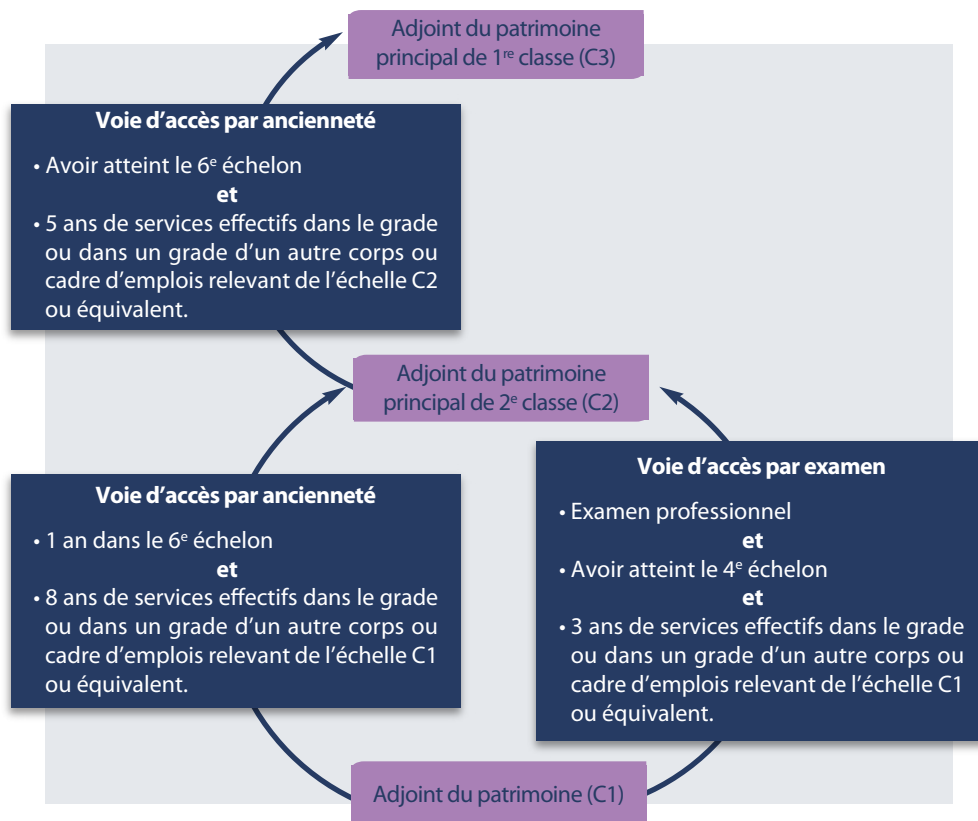 Adjoint du patrimoine
principal de 1re classe (C3)
Voie d’accès par ancienneté
• Avoir atteint le 6e échelon
et
• 5 ans de services effectifs dans le grade
ou dans un grade d’un autre corps ou
cadre d’emplois relevant de l’échelle C2
ou équivalent.
Adjoint du patrimoine
principal de 2e classe (C2)
Voie d’accès par ancienneté
• 1 an dans le 6e échelon
et
• 8 ans de services effectifs dans le grade
ou dans un grade d’un autre corps ou
cadre d’emplois relevant de l’échelle C1
ou équivalent.
Voie d’accès par examen
• Examen professionnel
et
• Avoir atteint le 4e échelon
et
• 3 ans de services effectifs dans le grade
ou dans un grade d’un autre corps ou
cadre d’emplois relevant de l’échelle C1
ou équivalent.
Adjoint du patrimoine (C1)